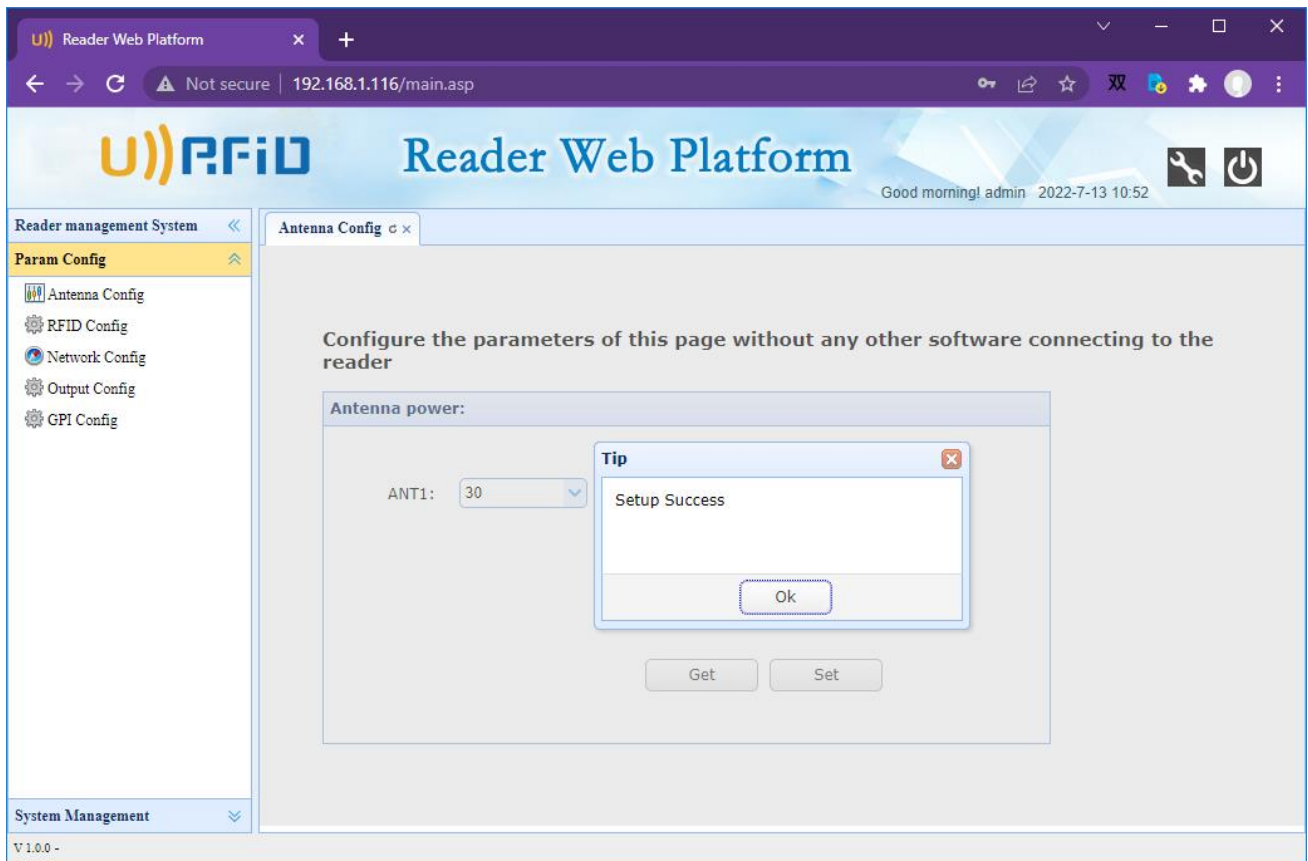 U)) Reader Web Platform
Not secure | 192.168.1.116/main.asp
双
U))RFiD Reader Web Platform
Good morning! admin 2022-7-13 10:52
Reader management System
Antenna Config
Param Config
Antenna Config
RFID Config
Network Config
Output Config
GPI Config
Configure the parameters of this page without any other software connecting to the
reader
Antenna power:
ANT1: 30
Tip
Setup Success
Ok
Get Set
System Management
V 1.0.0 -